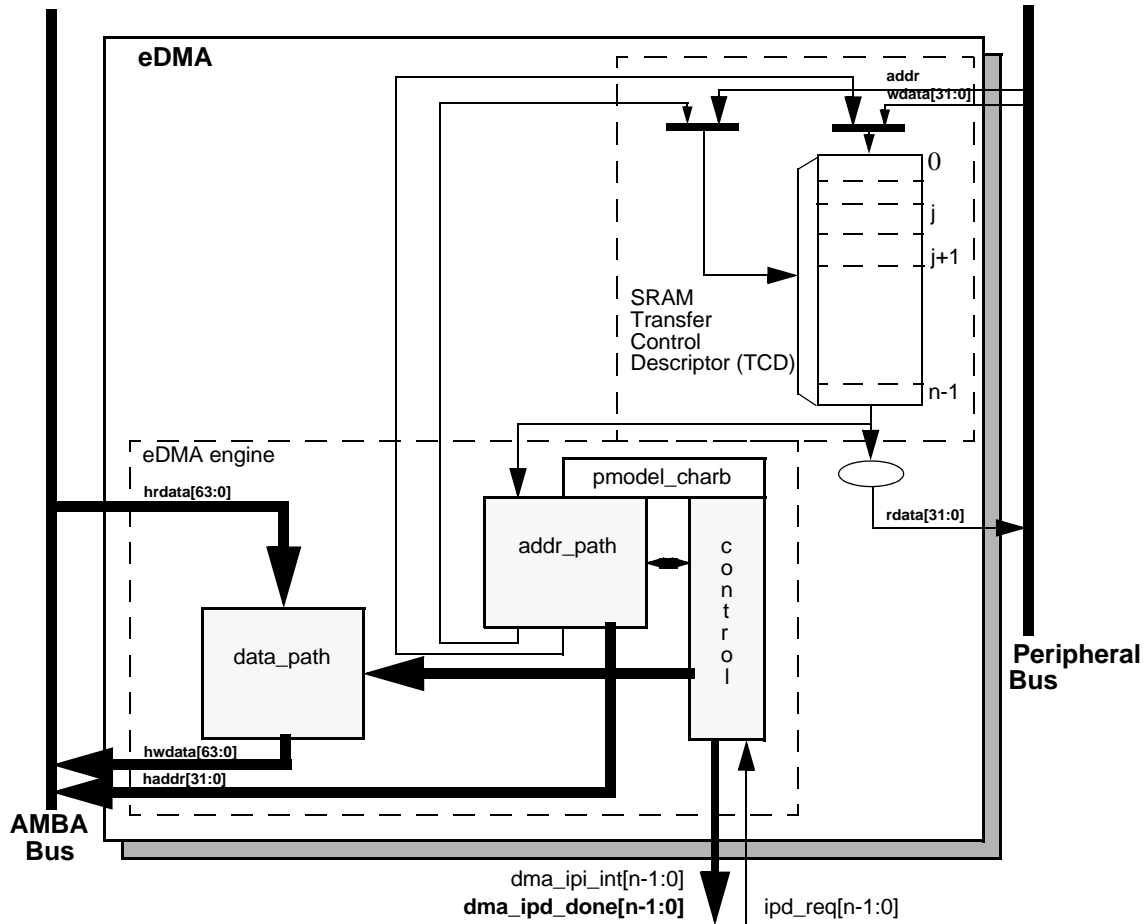 eDMA
addr
wdata[31:0]
0
j
j+1
n-1
SRAM
Transfer
Control
Descriptor (TCD)
eDMA engine
hrdata[63:0]
pmodel_charb
rdata[31:0]
addr_path
control
data_path
Peripheral
Bus
hwdata[63:0]
haddr[31:0]
AMBA
Bus
dma_ipi_int[n-1:0]
dma_ipd_done[n-1:0]
ipd_req[n-1:0]